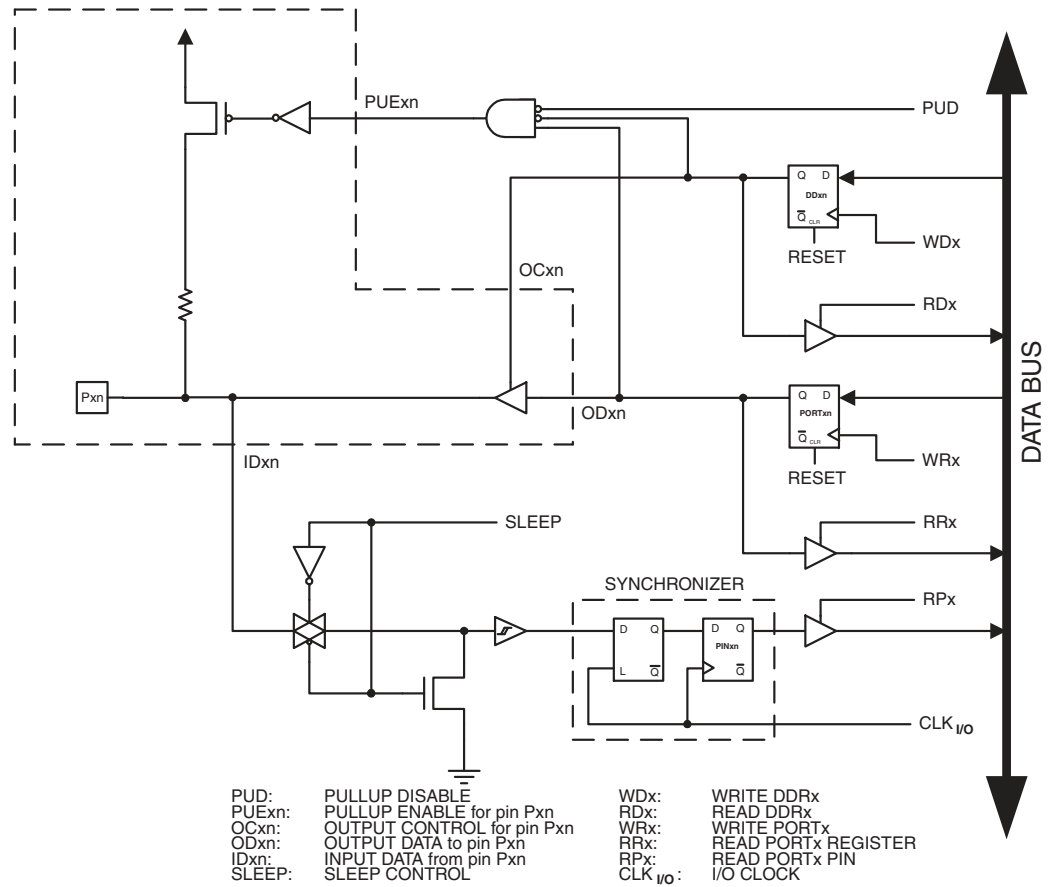 PUExn
PUD
Q D
DDxn
Q CLR
WDx
RESET
OCxn
RDx
DATA BUS
Pxn
Q D
PORTxn
ODxn
Q CLR
IDxn
WRx
RESET
SLEEP
RRx
SYNCHRONIZER
RPx
D Q
D Q
PINxn
L Q
Q
CLK I/O
PUD: PULLUP DISABLE
PUExn: PULLUP ENABLE for pin Pxn
OCxn: OUTPUT CONTROL for pin Pxn
ODxn: OUTPUT DATA to pin Pxn
IDxn: INPUT DATA from pin Pxn
SLEEP: SLEEP CONTROL
WDx: WRITE DDRx
RDx: READ DDRx
WRx: WRITE PORTx
RRx: READ PORTx REGISTER
RPx: READ PORTx PIN
CLK I/O: I/O CLOCK